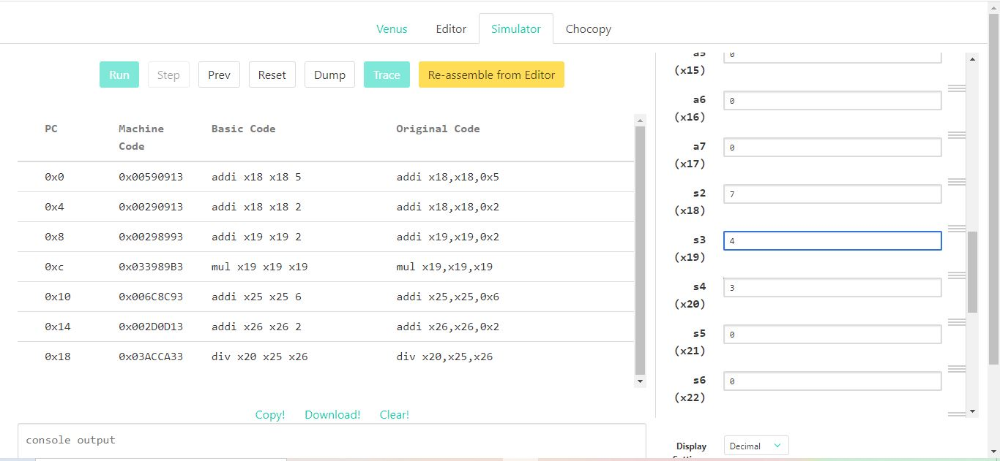 Venus Editor Simulator Chocopy
Run Step Prev Reset Dump Trace Re-assemble from Editor
PC Machine Code Basic Code Original Code
0x0 0x00590913 addi x18 x18 5 addi x18,x18,0x5
0x4 0x00290913 addi x18 x18 2 addi x18,x18,0x2
0x8 0x00298993 addi x19 x19 2 addi x19,x19,0x2
0xc 0x033989B3 mul x19 x19 x19 mul x19,x19,x19
0x10 0x006C8C93 addi x25 x25 6 addi x25,x25,0x6
0x14 0x002D0D13 addi x26 x26 2 addi x26,x26,0x2
0x18 0x03ACCA33 div x20 x25 x26 div x20,x25,x26
Copy! Download! Clear!
console output
a5 0
(x15)
a6 0
(x16)
a7 0
(x17)
s2 7
(x18)
s3 4
(x19)
s4 3
(x20)
s5 0
(x21)
s6 0
(x22)
Display Decimal